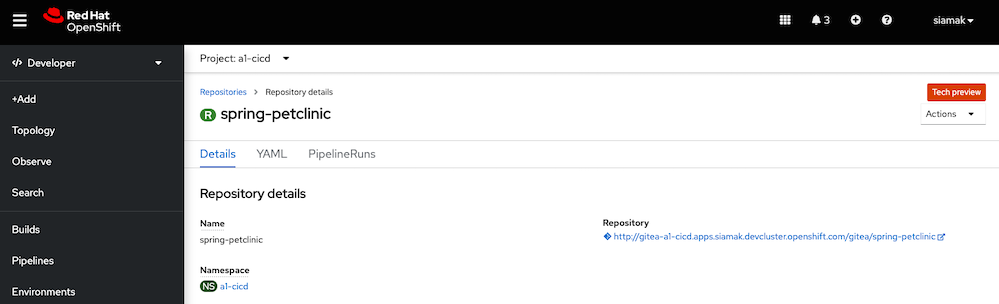 Red Hat
OpenShift
3
siamak
Developer
Project: a1-cicd
+Add
Topology
Observe
Search
Builds
Pipelines
Environments
Repositories > Repository details
Tech preview
R spring-petclinic
Actions
Details YAML PipelineRuns
Repository details
Name
spring-petclinic
Repository
http://gitea-a1-cicd.apps.siamak.devcluster.openshift.com/gitea/spring-petclinic
Namespace
NS a1-cicd